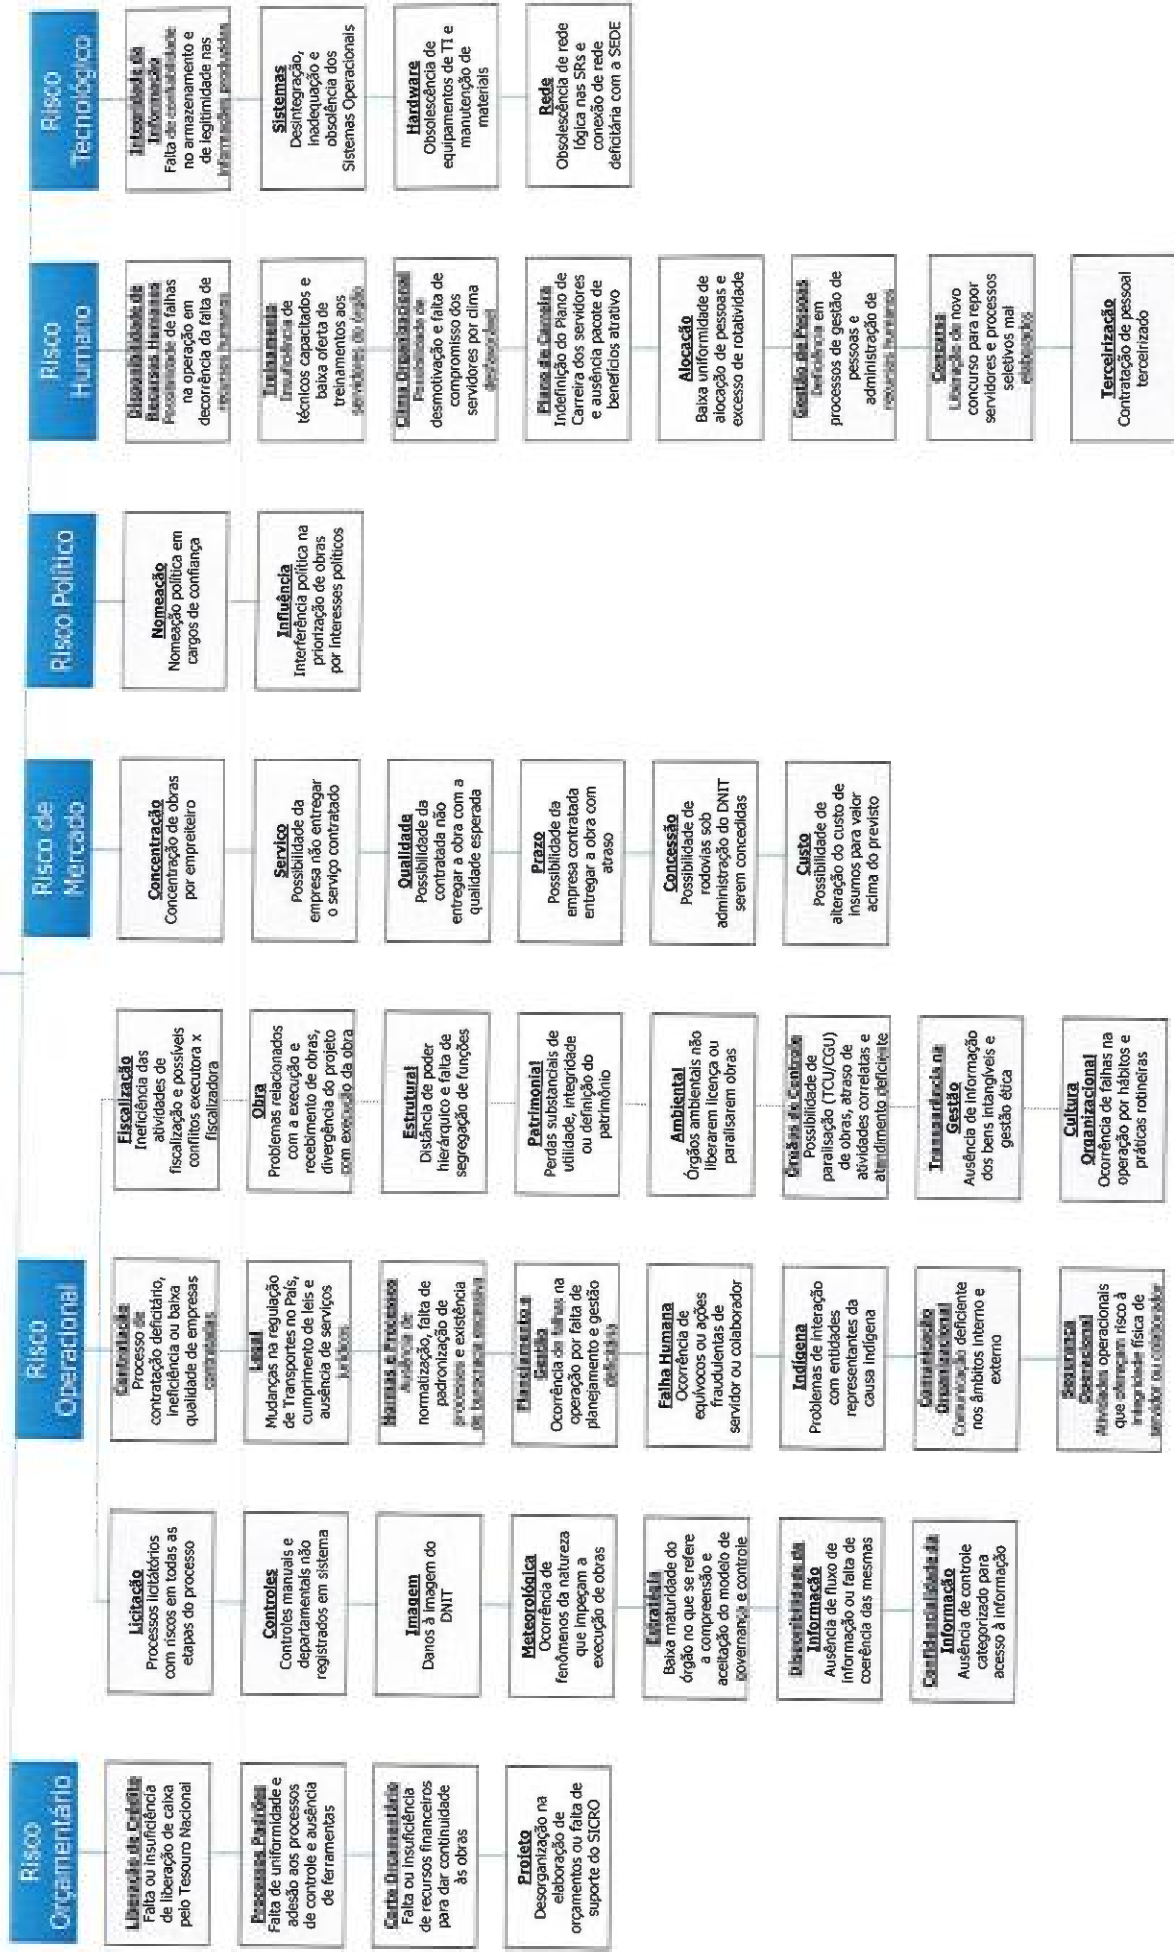 Risco
Orçamentário
Liberação de Crédito
Falta ou insuficiência
de liberação de caixa
pelo Tesouro Nacional
Processos Padrões
Falta de uniformidade e
adesão aos processos
de controle e ausência
de ferramentas
Corte Orçamentário
Falta ou insuficiência
de recursos financeiros
para dar continuidade
às obras
Projeto
Desorganização na
elaboração de
orçamentos ou falta de
suporte do SICRO
Risco
Operacional
Licitação
Processos licitátórios
com riscos em todas as
etapas do processo
Controles
Controles manuais e
departamentais não
registrados em sistema
Imagem
Danos à imagem do
DNIT
Meteorológica
Ocorrência de
fenômenos da natureza
que impeçam a
execução de obras
Estratégia
Baixa maturidade do
órgão no que se refere
a compreensão e
aceitação do modelo de
governança e controle
Disponibilidade da
Informação
Ausência de fluxo de
informação ou falta de
coerência das mesmas
Confidencialidade da
Informação
Ausência de controle
categorizado para
acesso à informação
Contratada
Processo de
contratação deficitário,
ineficiência ou baixa
qualidade de empresas
contratadas
Legal
Mudanças na regulação
de Transportes no País,
cumprimento de leis e
ausência de serviços
jurídicos
Normas e Processos
Ausência de
normatização, falta de
padronização de
processos e existência
de burocracia excessiva
Planejamento e
Gestão
Ocorrência de falhas na
operação por falta de
planejamento e gestão
deficitária
Falha Humana
Ocorrência de
equívocos ou ações
fraudulentas de
servidor ou colaborador
Indígena
Problemas de interação
com entidades
representantes da
causa indígena
Comunicação
Organizacional
Comunicação deficiente
nos âmbitos interno e
externo
Segurança
Operacional
Atividades operacionais
que ofereçam risco à
integridade física de
servidor ou colaborador
Fiscalização
Ineficiência das
atividades de
fiscalização e possíveis
conflitos executora x
fiscalizadora
Obra
Problemas relacionados
com a execução e
recebimento de obras,
divergência do projeto
com execução da obra
Estrutural
Distância de poder
hierárquico e falta de
segregação de funções
Patrimonial
Perdas substanciais de
utilidade, integridade
ou definição do
patrimônio
Ambiental
Órgãos ambientais não
liberarem licença ou
paralisarem obras
Órgãos de Controle
Possibilidade de
paralisação (TCU/CGU)
de obras, atraso de
atividades correlatas e
atendimento deficiente
Transparência na
Gestão
Ausência de informação
dos bens intangíveis e
gestão ética
Cultura
Organizacional
Ocorrência de falhas na
operação por hábitos e
práticas rotineiras
Risco de
Mercado
Concentração
Concentração de obras
por empreiteiro
Serviço
Possibilidade da
empresa não entregar
o serviço contratado
Qualidade
Possibilidade da
contratada não
entregar a obra com a
qualidade esperada
Prazo
Possibilidade da
empresa contratada
entregar a obra com
atraso
Concessão
Possibilidade de
rodovias sob
administração do DNIT
serem concedidas
Custo
Possibilidade de
alteração do custo de
insumos para valor
acima do previsto
Risco Político
Nomeação
Nomeação política em
cargos de confiança
Influência
Interferência política na
priorização de obras
por interesses políticos
Risco
Humano
Disponibilidade de
Recursos Humanos
Possibilidade de falhas
na operação em
decorrência da falta de
recursos humanos
Treinamento
Insuficiência de
técnicos capacitados e
baixa oferta de
treinamentos aos
servidores do órgão
Clima Organizacional
Possibilidade de
desmotivação e falta de
compromisso dos
servidores por clima
desfavorável
Plano de Carreira
Indefinição do Plano de
Carreira dos servidores
e ausência pacote de
benefícios atrativo
Alocação
Baixa uniformidade de
alocação de pessoas e
excesso de rotatividade
Gestão de Pessoas
Deficiência em
processos de gestão de
pessoas e
administração de
recursos humanos
Concurso
Liberação de novo
concurso para repor
servidores e processos
seletivos mal
elaborados
Terceirização
Contratação de pessoal
terceirizado
Risco
Tecnológico
Integridade da
Informação
Falta de confiabilidade
no armazenamento e
de legitimidade nas
informações produzidas
Sistemas
Desintegração,
inadequação e
obsolência dos
Sistemas Operacionais
Hardware
Obsolescência de
equipamentos de TI e
manutenção de
materiais
Rede
Obsolescência de rede
lógica nas SRs e
conexão de rede
deficitária com a SEDE